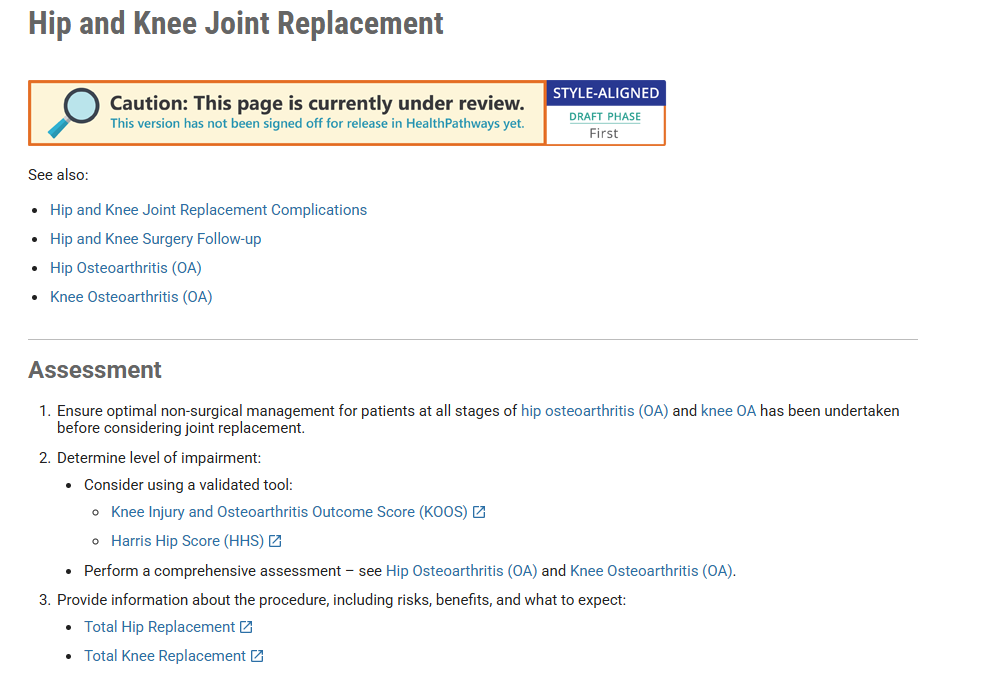 Hip and Knee Joint Replacement
Caution: This page is currently under review.
This version has not been signed off for release in HealthPathways yet.
STYLE-ALIGNED
DRAFT PHASE
First
See also:
• Hip and Knee Joint Replacement Complications
• Hip and Knee Surgery Follow-up
• Hip Osteoarthritis (OA)
• Knee Osteoarthritis (OA)
Assessment
1. Ensure optimal non-surgical management for patients at all stages of hip osteoarthritis (OA) and knee OA has been undertaken
before considering joint replacement.
2. Determine level of impairment:
• Consider using a validated tool:
○ Knee Injury and Osteoarthritis Outcome Score (KOOS)
○ Harris Hip Score (HHS)
• Perform a comprehensive assessment – see Hip Osteoarthritis (OA) and Knee Osteoarthritis (OA).
3. Provide information about the procedure, including risks, benefits, and what to expect:
• Total Hip Replacement
• Total Knee Replacement